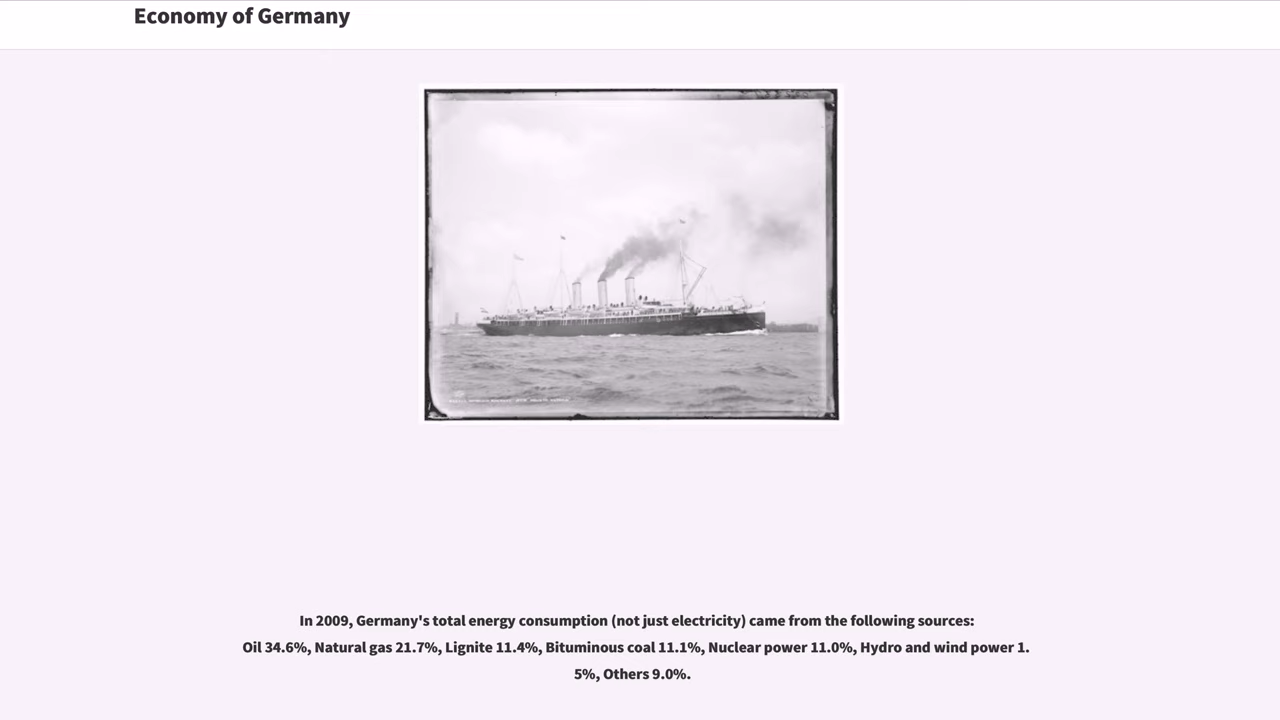 Economy of Germany
In 2009, Germany's total energy consumption (not just electricity) came from the following sources:
Oil 34.6%, Natural gas 21.7%, Lignite 11.4%, Bituminous coal 11.1%, Nuclear power 11.0%, Hydro and wind power 1.
5%, Others 9.0%.